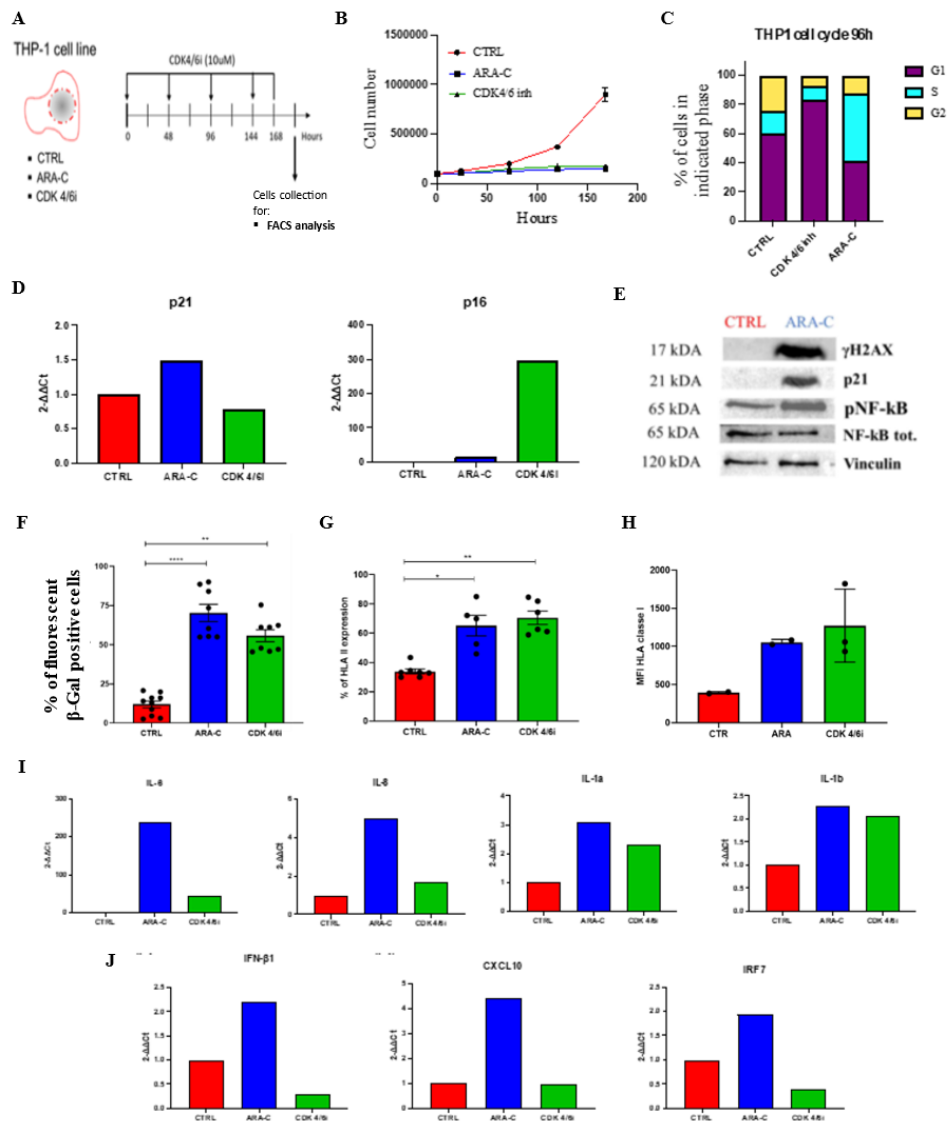 A
THP-1 cell line
CDK4/6i (10uM)
0 48 96 144 168 Hours
▪ CTRL
▪ ARA-C
▪ CDK 4/6i
Cells collection
for:
▪ FACS analysis
B
1500000
1000000
500000
0
Cell number
CTRL
ARA-C
CDK4/6 inh
0 50 100 150 200
Hours
C
THP1 cell cycle 96h
100
80
60
40
20
0
% of cells in
indicated phase
G1
S
G2
CTRL
CDK 4/6 inh
ARA-C
D
p21
2.0
1.5
1.0
0.5
0.0
2-ΔΔCt
CTRL ARA-C CDK 4/6I
p16
400
300
200
100
0
2-ΔΔCt
CTRL ARA-C CDK 4/6I
E
CTRL ARA-C
17 kDA γH2AX
21 kDA p21
65 kDA pNF-kB
65 kDA NF-kB tot.
120 kDA Vinculin
F
% of fluorescent
β-Gal positive cells
100
75
50
25
0
**
****
CTRL ARA-C CDK 4/6i
G
% of HLA II expression
100
80
60
40
20
0
**
*
CTRL ARA-C CDK 4/6i
H
MFI HLA classe I
2000
1500
1000
500
0
CTR ARA CDK 4/6i
I
IL-6
300
200
100
0
2-ΔΔCt
CTRL ARA-C CDK 4/6i
IL-8
6
4
2
0
2-ΔΔCt
CTRL ARA-C CDK 4/6i
IL-1a
4
3
2
1
0
2-ΔΔCt
CTRL ARA-C CDK 4/6i
IL-1b
2.5
2.0
1.5
1.0
0.5
0.0
2-ΔΔCt
CTRL ARA-C CDK 4/6i
J
IFN-β1
2.5
2.0
1.5
1.0
0.5
0.0
2-ΔΔCt
CTRL ARA-C CDK 4/6i
CXCL10
5
4
3
2
1
0
2-ΔΔCt
CTRL ARA-C CDK 4/6i
IRF7
2.5
2.0
1.5
1.0
0.5
0.0
2-ΔΔCt
CTRL ARA-C CDK 4/6i